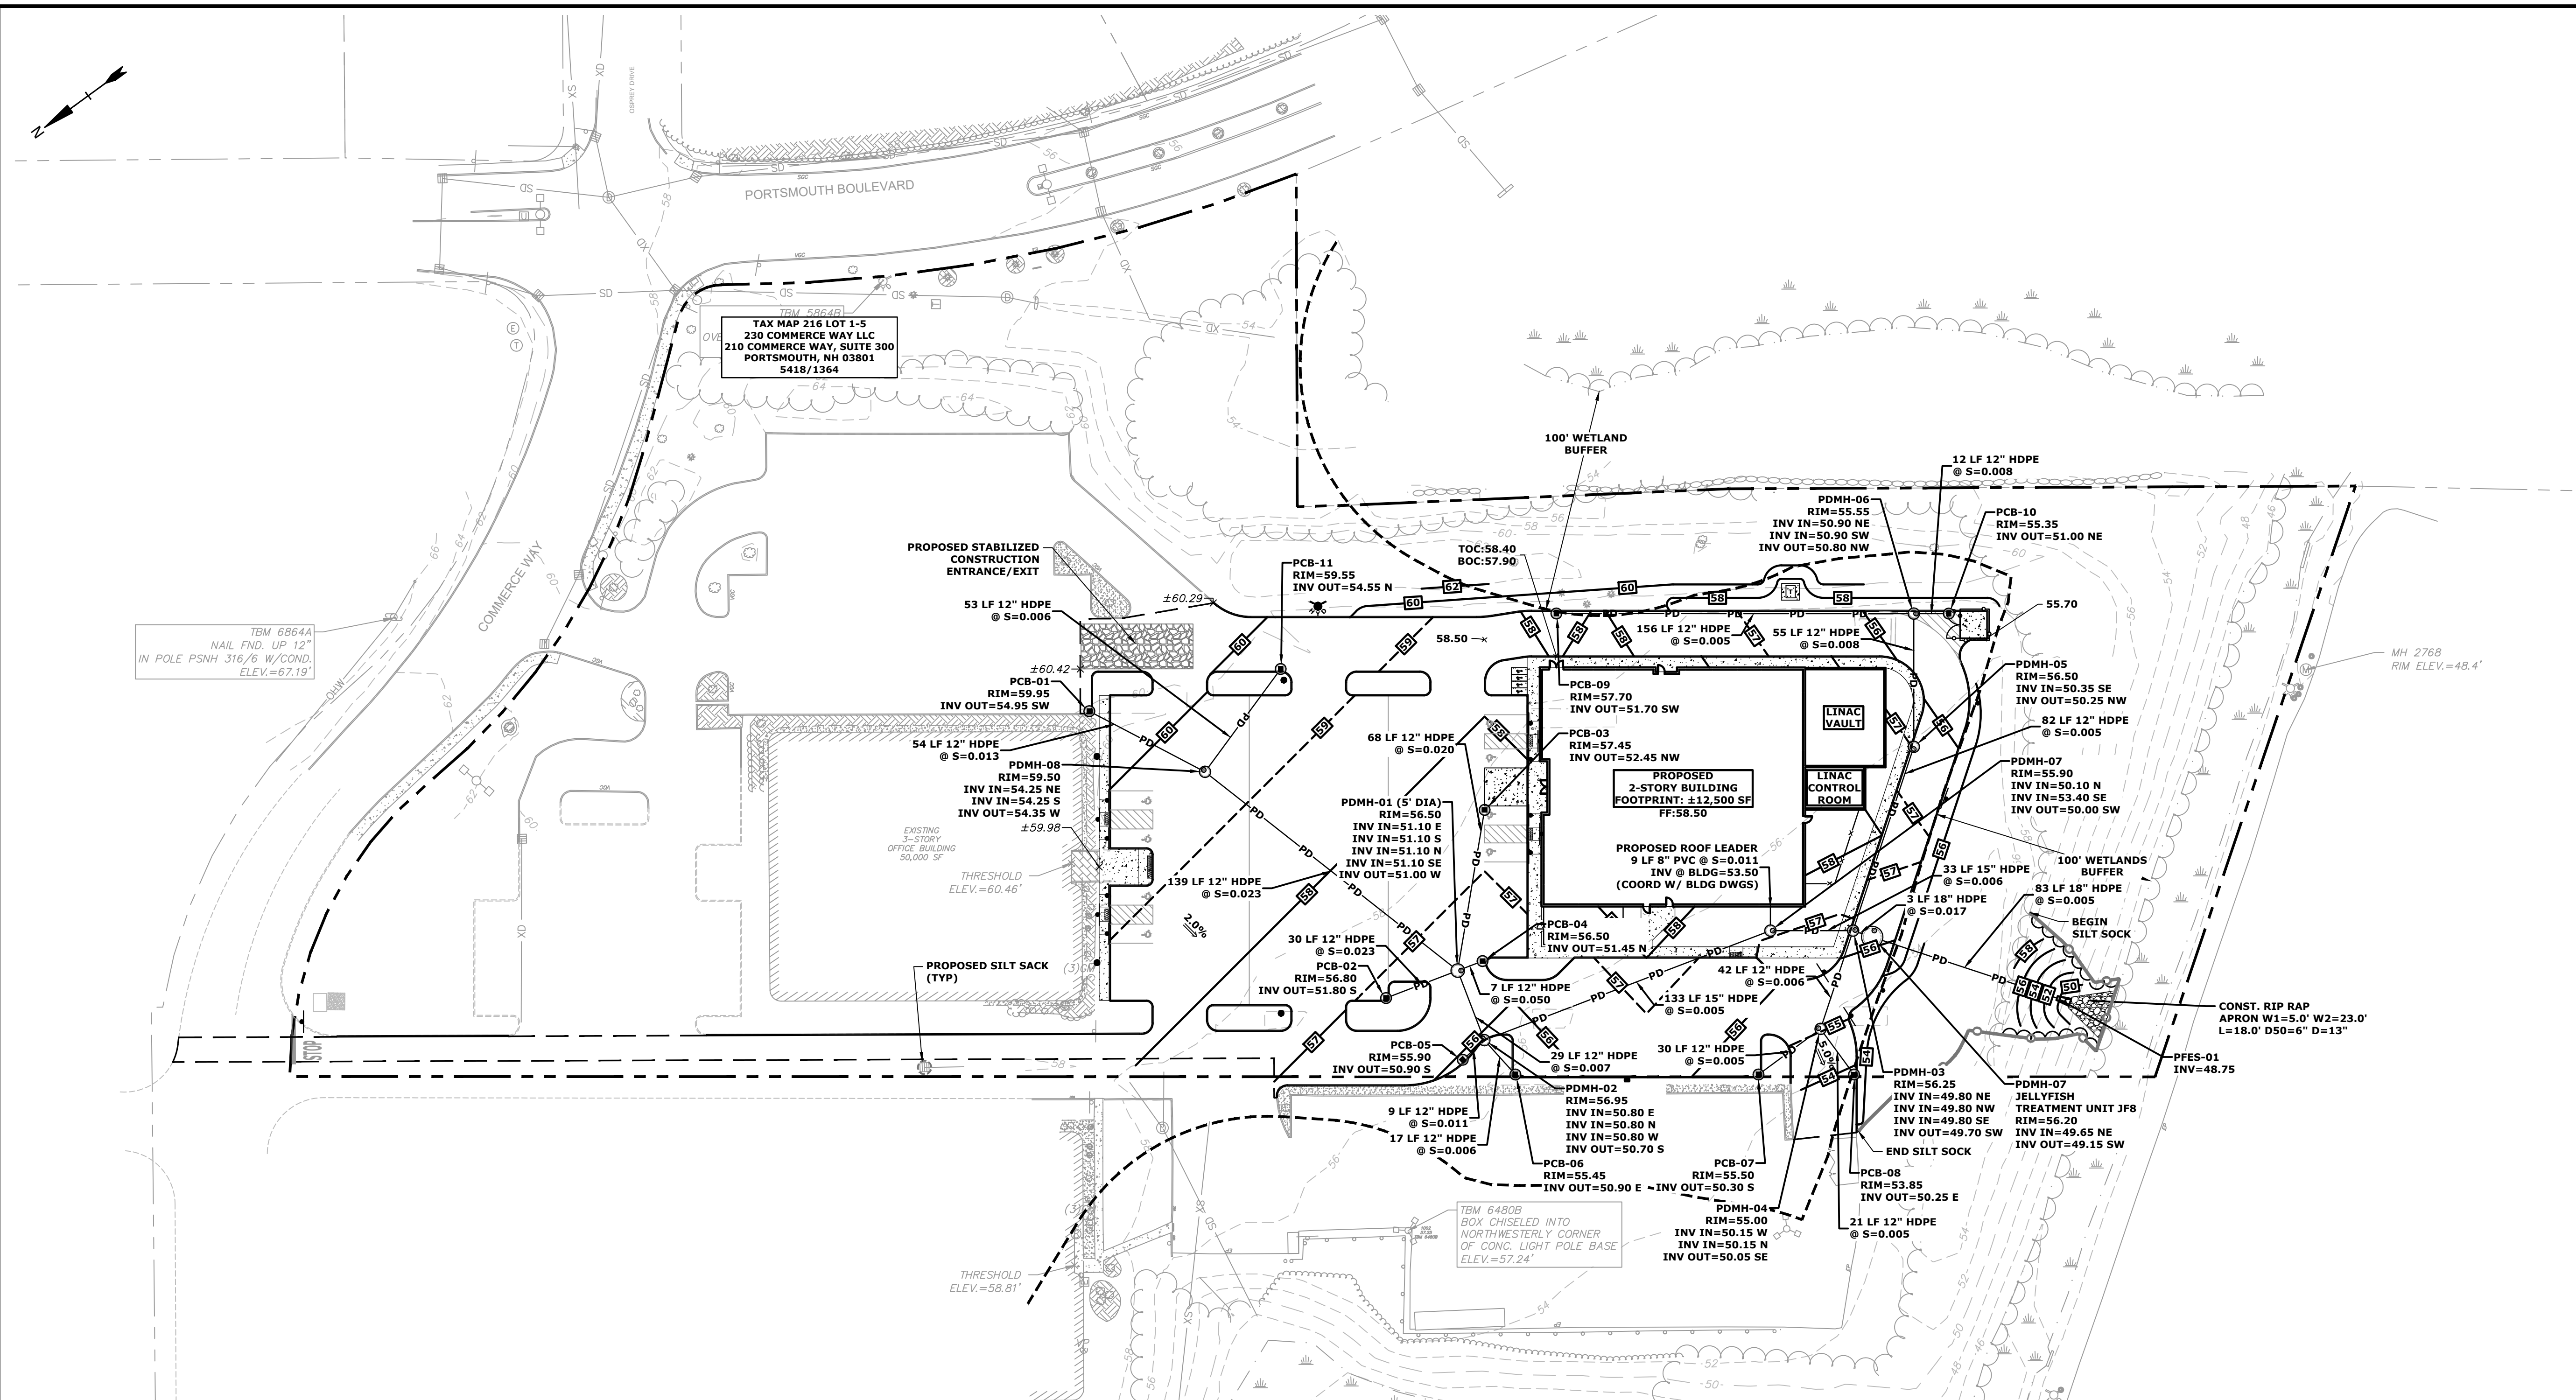 N
OSPREY DRIVE
PORTSMOUTH BOULEVARD
COMMERCE WAY
TBM 5864B
TAX MAP 216 LOT 1-5
230 COMMERCE WAY LLC
210 COMMERCE WAY, SUITE 300
PORTSMOUTH, NH 03801
5418/1364
TBM 6864A
NAIL FND. UP 12"
IN POLE PSNH 316/6 W/COND.
ELEV.=67.19'
OHW
STOP
100' WETLAND
BUFFER
12 LF 12" HDPE
@ S=0.008
PDMH-06
RIM=55.55
INV IN=50.90 NE
INV IN=50.90 SW
INV OUT=50.80 NW
PCB-10
RIM=55.35
INV OUT=51.00 NE
TOC:58.40
BOC:57.90
PROPOSED STABILIZED
CONSTRUCTION
ENTRANCE/EXIT
PCB-11
RIM=59.55
INV OUT=54.55 N
53 LF 12" HDPE
@ S=0.006
±60.29
±60.42
PCB-01
RIM=59.95
INV OUT=54.95 SW
54 LF 12" HDPE
@ S=0.013
PDMH-08
RIM=59.50
INV IN=54.25 NE
INV IN=54.25 S
INV OUT=54.35 W
±59.98
EXISTING
3-STORY
OFFICE BUILDING
50,000 SF
THRESHOLD
ELEV.=60.46'
58.50
156 LF 12" HDPE
@ S=0.005
55 LF 12" HDPE
@ S=0.008
55.70
MH 2768
RIM ELEV.=48.4'
PDMH-05
RIM=56.50
INV IN=50.35 SE
INV OUT=50.25 NW
82 LF 12" HDPE
@ S=0.005
PDMH-07
RIM=55.90
INV IN=50.10 N
INV IN=53.40 SE
INV OUT=50.00 SW
PCB-09
RIM=57.70
INV OUT=51.70 SW
68 LF 12" HDPE
@ S=0.020
PCB-03
RIM=57.45
INV OUT=52.45 NW
LINAC
VAULT
LINAC
CONTROL
ROOM
PROPOSED
2-STORY BUILDING
FOOTPRINT: ±12,500 SF
FF:58.50
PDMH-01 (5' DIA)
RIM=56.50
INV IN=51.10 E
INV IN=51.10 S
INV IN=51.10 N
INV IN=51.10 SE
INV OUT=51.00 W
PROPOSED ROOF LEADER
9 LF 8" PVC @ S=0.011
INV @ BLDG=53.50
(COORD W/ BLDG DWGS)
139 LF 12" HDPE
@ S=0.023
2.0%
100' WETLANDS
BUFFER
33 LF 15" HDPE
@ S=0.006
83 LF 18" HDPE
@ S=0.005
3 LF 18" HDPE
@ S=0.017
BEGIN
SILT SOCK
30 LF 12" HDPE
@ S=0.023
PCB-02
RIM=56.80
INV OUT=51.80 S
PCB-04
RIM=56.50
INV OUT=51.45 N
PROPOSED SILT SACK
(TYP)
7 LF 12" HDPE
@ S=0.050
42 LF 12" HDPE
@ S=0.006
133 LF 15" HDPE
@ S=0.005
CONST. RIP RAP
APRON W1=5.0' W2=23.0'
L=18.0' D50=6" D=13"
PFES-01
INV=48.75
PCB-05
RIM=55.90
INV OUT=50.90 S
29 LF 12" HDPE
@ S=0.007
30 LF 12" HDPE
@ S=0.005
5.0%
PDMH-02
RIM=56.95
INV IN=50.80 E
INV IN=50.80 N
INV IN=50.80 W
INV OUT=50.70 S
PDMH-03
RIM=56.25
INV IN=49.80 NE
INV IN=49.80 NW
INV IN=49.80 SE
INV OUT=49.70 SW
PDMH-07
JELLYFISH
TREATMENT UNIT JF8
RIM=56.20
INV IN=49.65 NE
INV OUT=49.15 SW
9 LF 12" HDPE
@ S=0.011
17 LF 12" HDPE
@ S=0.006
END SILT SOCK
PCB-06
RIM=55.45
INV OUT=50.90 E
PCB-07
RIM=55.50
INV OUT=50.30 S
PCB-08
RIM=53.85
INV OUT=50.25 E
PDMH-04
RIM=55.00
INV IN=50.15 W
INV IN=50.15 N
INV OUT=50.05 SE
21 LF 12" HDPE
@ S=0.005
TBM 6480B
BOX CHISELED INTO
NORTHWESTERLY CORNER
OF CONC. LIGHT POLE BASE
ELEV.=57.24'
THRESHOLD
ELEV.=58.81'